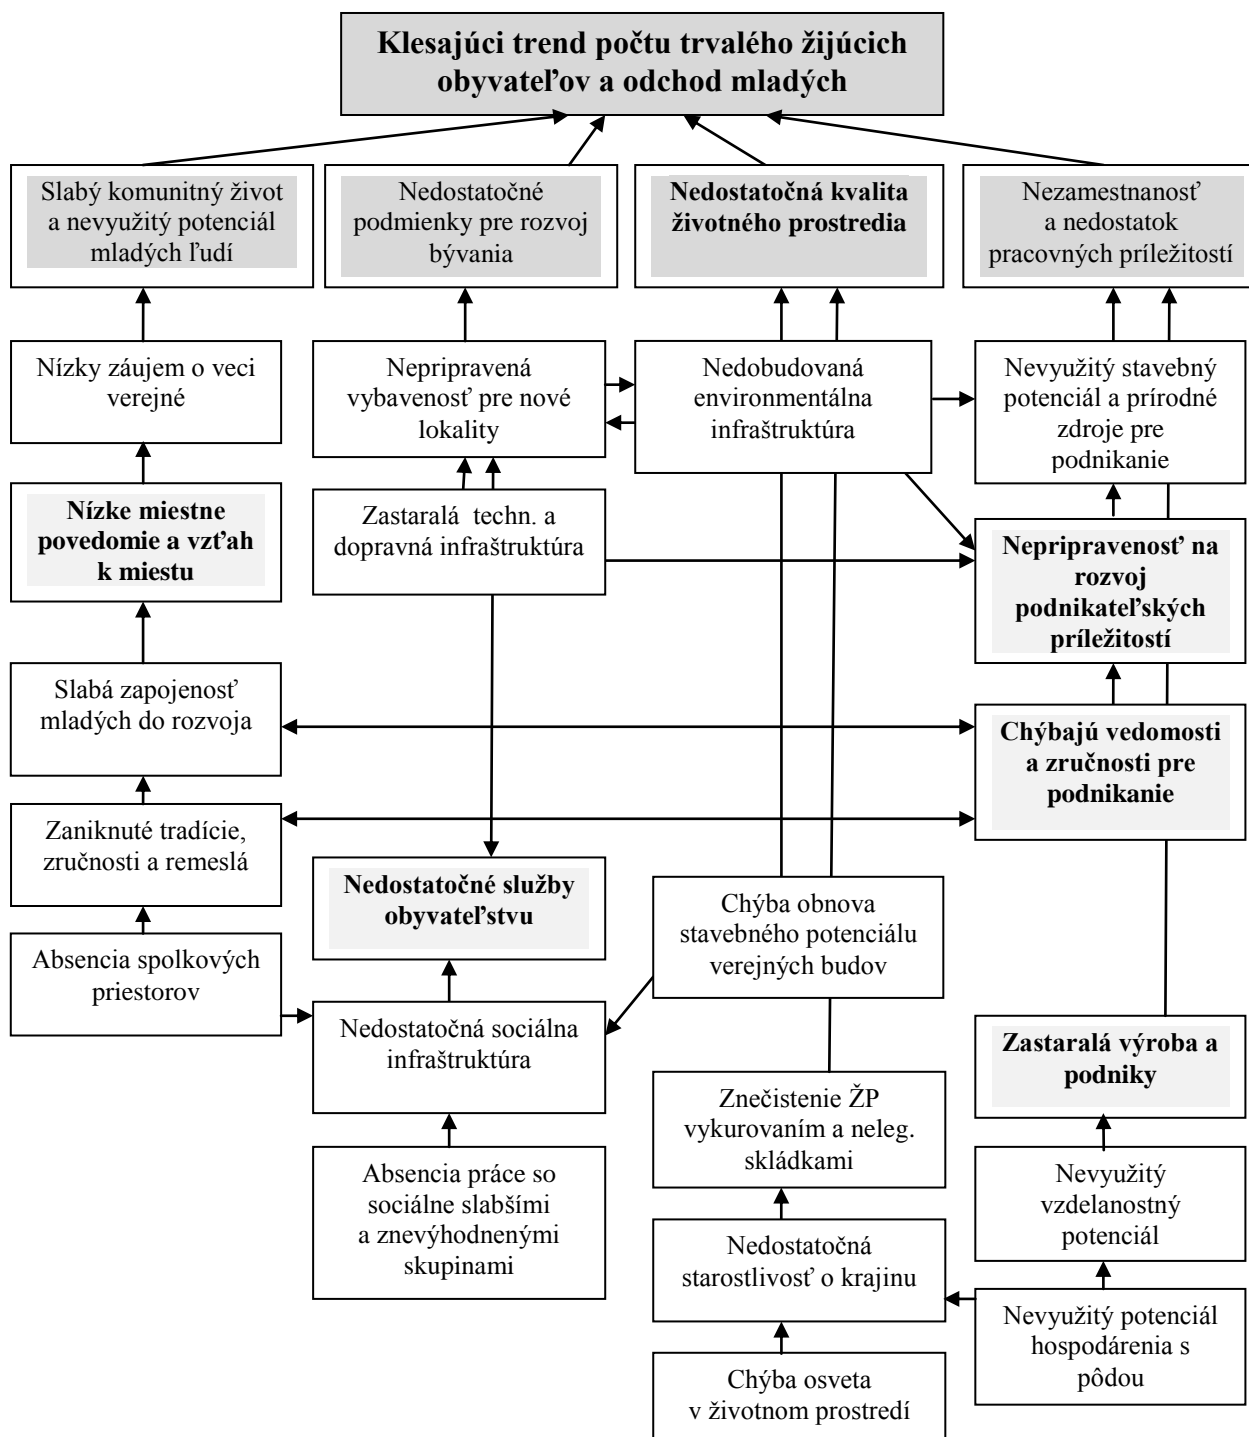 Klesajúci trend počtu trvalého žijúcich
obyvateľov a odchod mladých
Slabý komunitný život
a nevyužitý potenciál
mladých ľudí
Nedostatočné
podmienky pre rozvoj
bývania
Nedostatočná kvalita
životného prostredia
Nezamestnanosť
a nedostatok
pracovných príležitostí
Nízky záujem o veci
verejné
Nepripravená
vybavenosť pre nové
lokality
Nedobudovaná
environmentálna
infraštruktúra
Nevyužitý stavebný
potenciál a prírodné
zdroje pre
podnikanie
Nízke miestne
povedomie a vzťah
k miestu
Zastaralá techn. a
dopravná infraštruktúra
Nepripravenosť na
rozvoj
podnikateľských
príležitostí
Slabá zapojenosť
mladých do rozvoja
Chýbajú vedomosti
a zručnosti pre
podnikanie
Zaniknuté tradície,
zručnosti a remeslá
Nedostatočné služby
obyvateľstvu
Chýba obnova
stavebného potenciálu
verejných budov
Absencia spolkových
priestorov
Nedostatočná sociálna
infraštruktúra
Zastaralá výroba a
podniky
Znečistenie ŽP
vykurovaním a neleg.
skládkami
Absencia práce so
sociálne slabšími
a znevýhodnenými
skupinami
Nevyužitý
vzdelanostný
potenciál
Nedostatočná
starostlivosť o krajinu
Nevyužitý potenciál
hospodárenia s
pôdou
Chýba osveta
v životnom prostredí